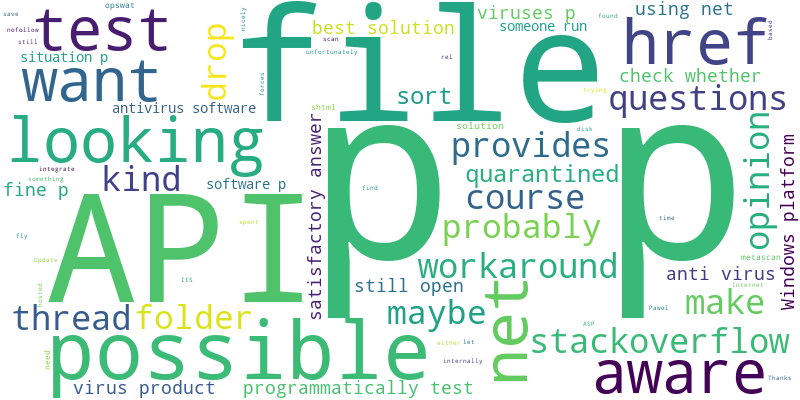 save
opswat
nofollow
still
test
situation p
want
drop
nicely
file
best solution
scan
unfortunately
forces
viruses p
someone run
found
using net
href
based
check whether
sort
rel
trying
questions
antivirus software
shtml
looking
integrate
something
kind
fine p
software p
satisfactory answer
p p
solution
disk
provides
quarantined
find
course
opinion
Windows platform
API
spent
fly
Update
IIS
hosted
probably
time
workaround
metascan
anti virus
still open
Internet
thread
folder
maybe
net
make
Pawel
ASP
stackoverflow
need
possible
either
let
internally
aware
Thanks
virus product
programmatically test